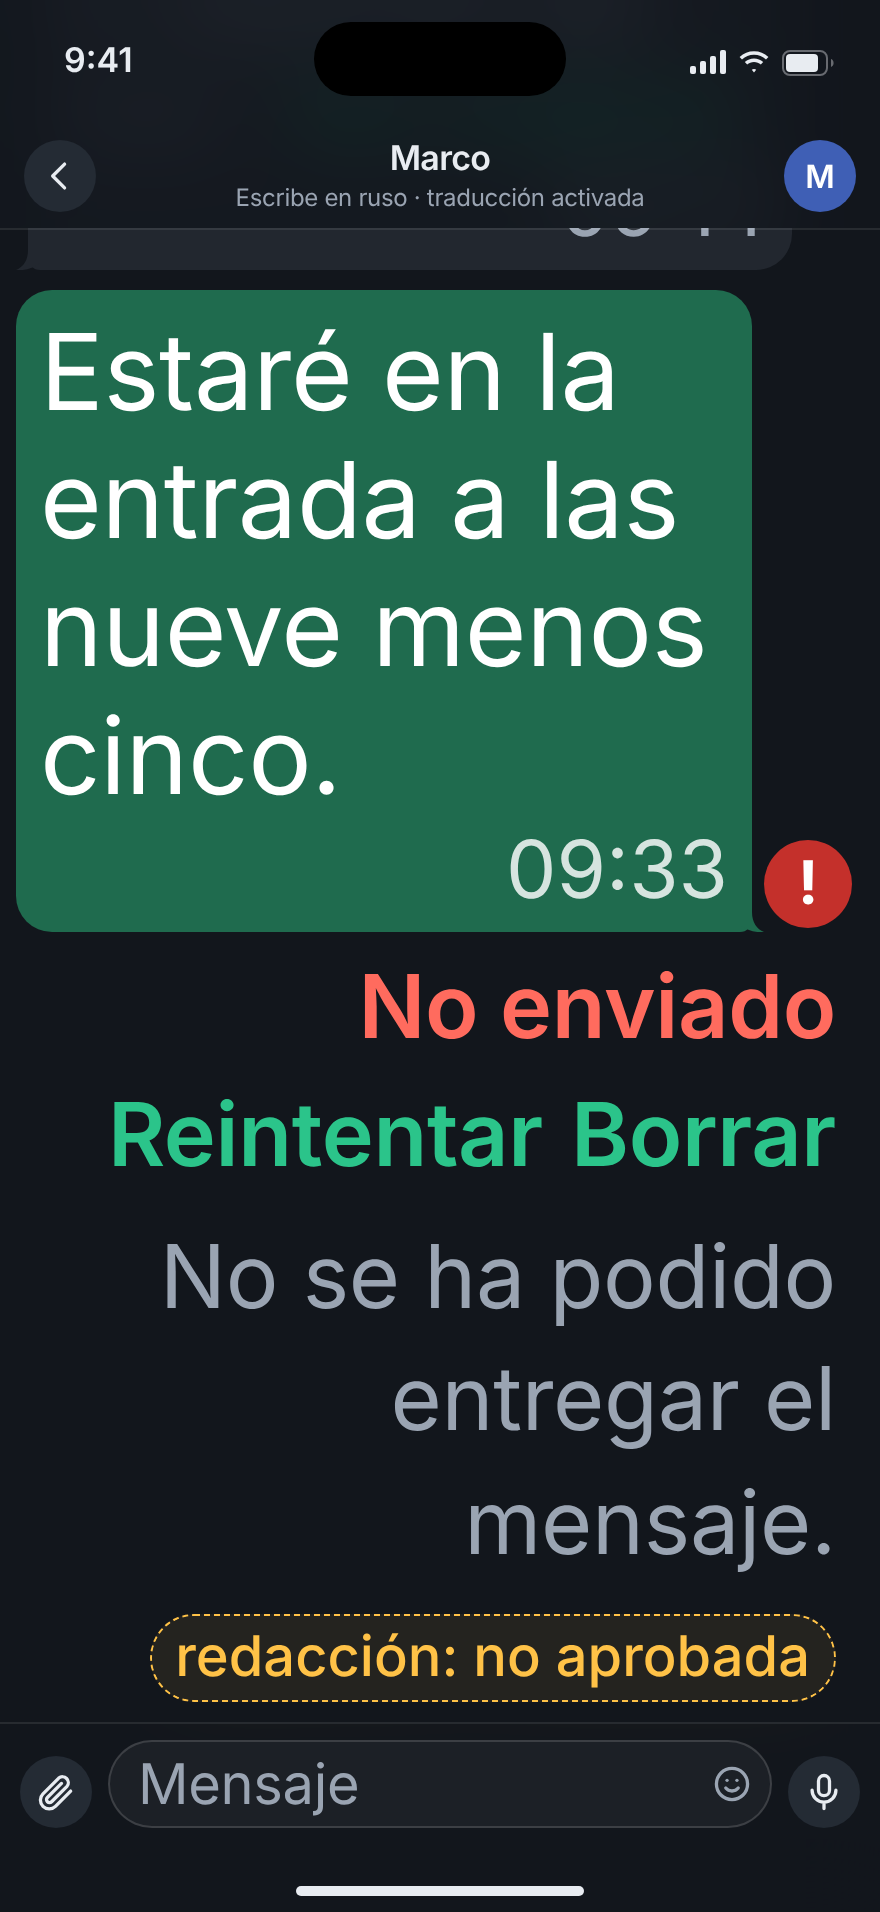 9:41
Marco
Escribe en ruso · traducción activada
M
Estaré en la
entrada a las
nueve menos
cinco.
09:33
!
No enviado
Reintentar Borrar
No se ha podido
entregar el
mensaje.
redacción: no aprobada
Mensaje